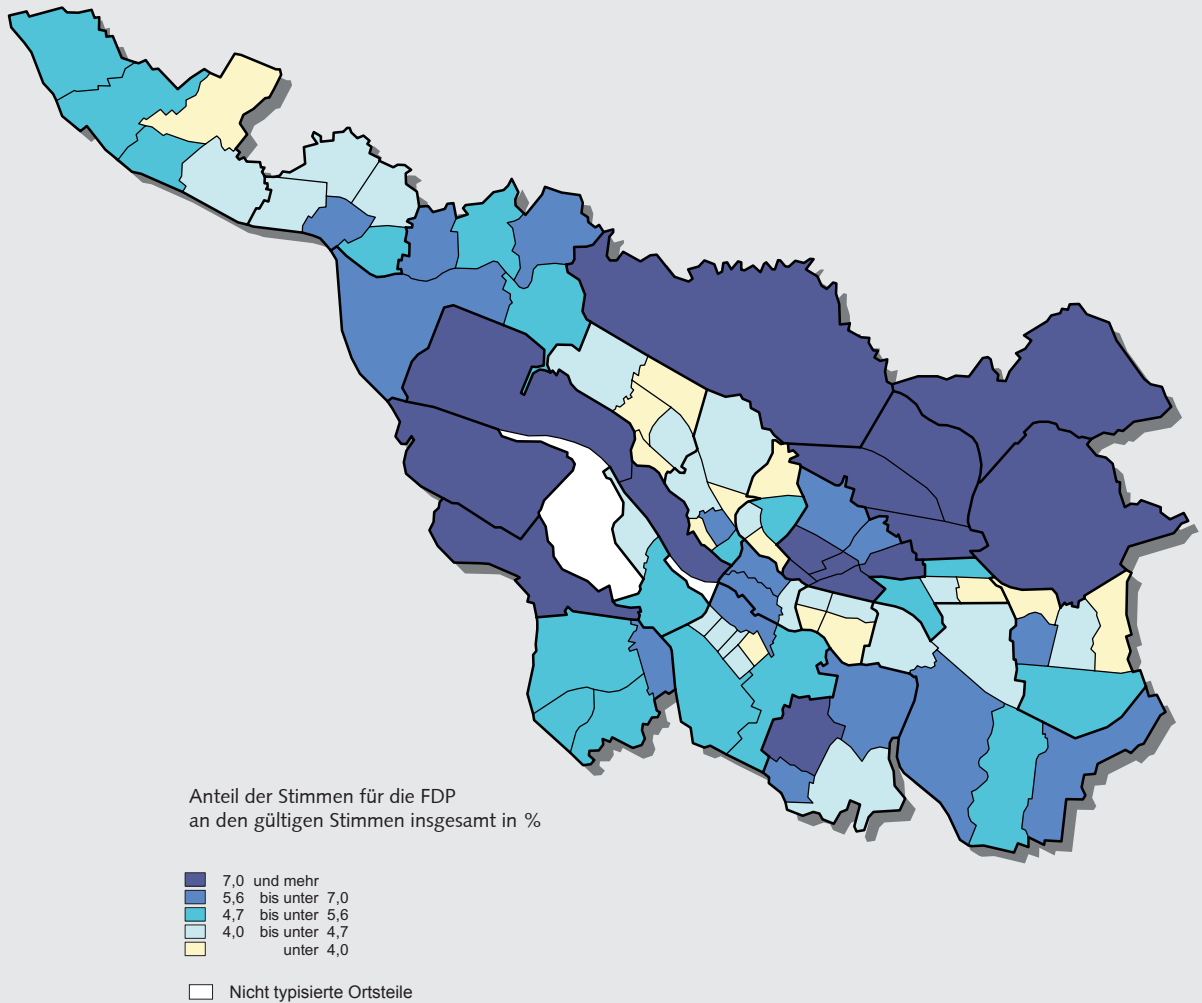 Anteil der Stimmen für die FDP
an den gültigen Stimmen insgesamt in %
7,0 und mehr
5,6 bis unter 7,0
4,7 bis unter 5,6
4,0 bis unter 4,7
unter 4,0
Nicht typisierte Ortsteile